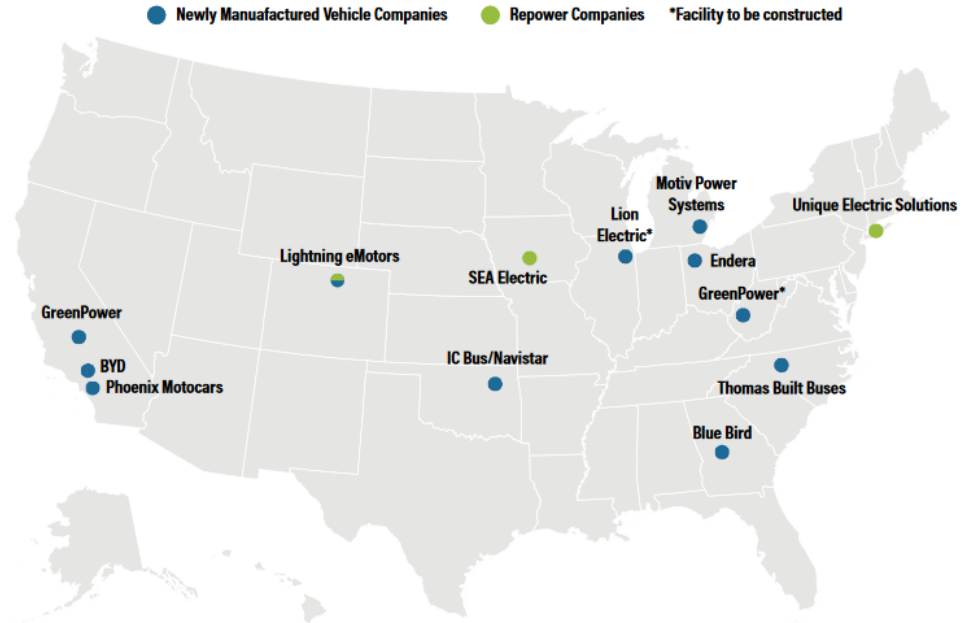 Newly Manuafactured Vehicle Companies
Repower Companies
*Facility to be constructed
Motiv Power
Systems
Unique Electric Solutions
Lion
Electric*
Lightning eMotors
SEA Electric
Endera
GreenPower*
GreenPower
IC Bus/Navistar
BYD
Phoenix Motocars
Thomas Built Buses
Blue Bird